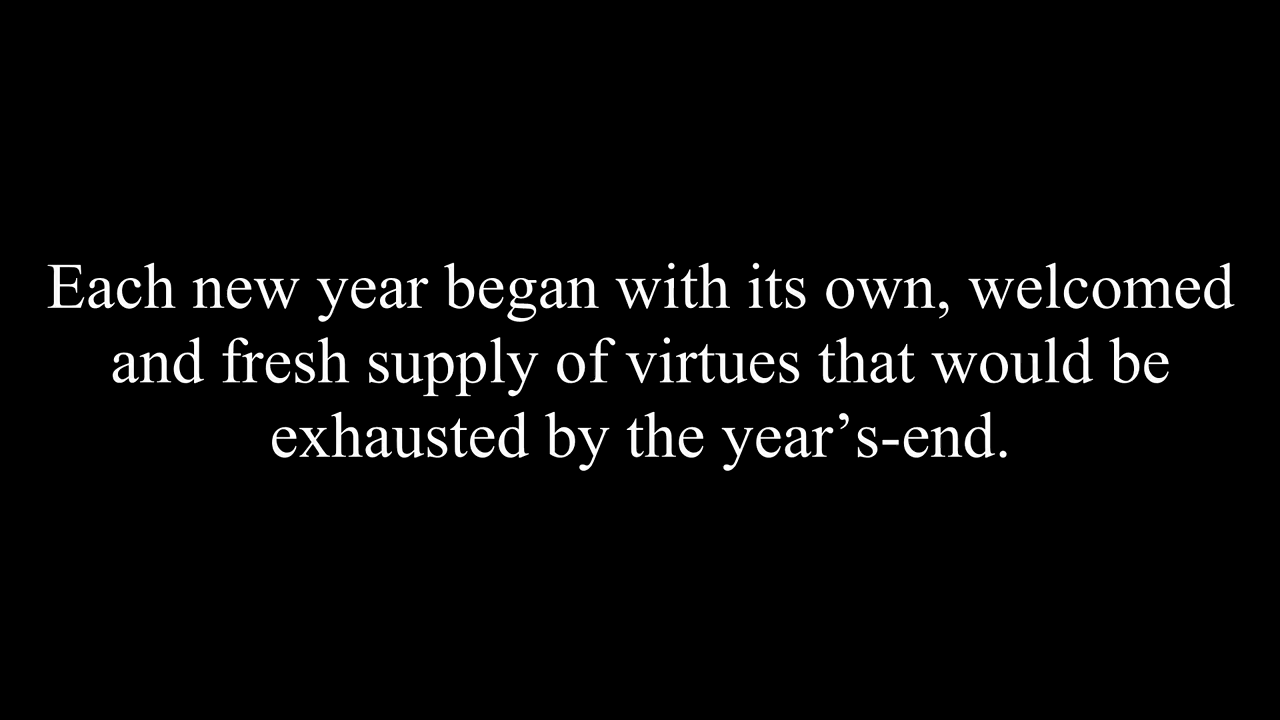 Each new year began with its own, welcomed
and fresh supply of virtues that would be
exhausted by the year’s-end.